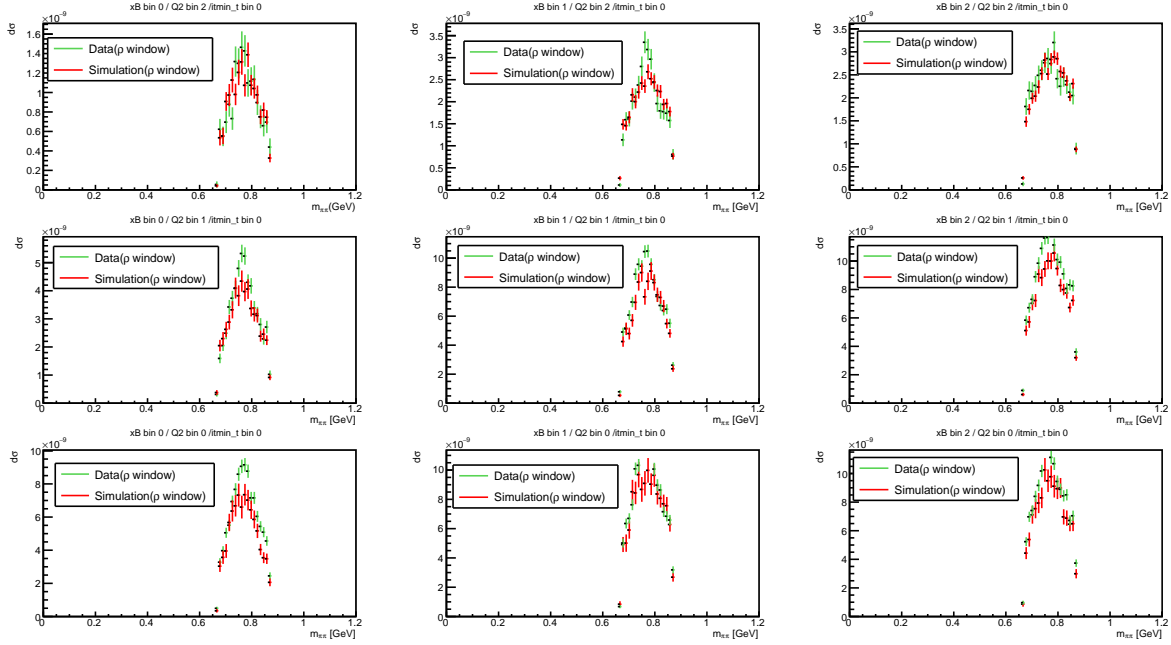 xB bin 0 / Q2 bin 2 /itmin_t bin 0
×10⁻⁹
dσ
1.6
1.4
1.2
1
0.8
0.6
0.4
0.2
0
Data(ρ window)
Simulation(ρ window)
0 0.2 0.4 0.6 0.8 1 1.2
m_ππ(GeV)
xB bin 1 / Q2 bin 2 /itmin_t bin 0
×10⁻⁹
dσ
3.5
3
2.5
2
1.5
1
0.5
0
Data(ρ window)
Simulation(ρ window)
0 0.2 0.4 0.6 0.8 1 1.2
m_ππ [GeV]
xB bin 2 / Q2 bin 2 /itmin_t bin 0
×10⁻⁹
dσ
3.5
3
2.5
2
1.5
1
0.5
0
Data(ρ window)
Simulation(ρ window)
0 0.2 0.4 0.6 0.8 1 1.2
m_ππ [GeV]
xB bin 0 / Q2 bin 1 /itmin_t bin 0
×10⁻⁹
dσ
5
4
3
2
1
0
Data(ρ window)
Simulation(ρ window)
0 0.2 0.4 0.6 0.8 1 1.2
m_ππ [GeV]
xB bin 1 / Q2 bin 1 /itmin_t bin 0
×10⁻⁹
dσ
10
8
6
4
2
0
Data(ρ window)
Simulation(ρ window)
0 0.2 0.4 0.6 0.8 1 1.2
m_ππ [GeV]
xB bin 2 / Q2 bin 1 /itmin_t bin 0
×10⁻⁹
dσ
10
8
6
4
2
0
Data(ρ window)
Simulation(ρ window)
0 0.2 0.4 0.6 0.8 1 1.2
m_ππ [GeV]
xB bin 0 / Q2 bin 0 /itmin_t bin 0
×10⁻⁹
dσ
10
8
6
4
2
0
Data(ρ window)
Simulation(ρ window)
0 0.2 0.4 0.6 0.8 1 1.2
m_ππ [GeV]
xB bin 1 / Q2 bin 0 /itmin_t bin 0
×10⁻⁹
dσ
10
8
6
4
2
0
Data(ρ window)
Simulation(ρ window)
0 0.2 0.4 0.6 0.8 1 1.2
m_ππ [GeV]
xB bin 2 / Q2 bin 0 /itmin_t bin 0
×10⁻⁹
dσ
10
8
6
4
2
0
Data(ρ window)
Simulation(ρ window)
0 0.2 0.4 0.6 0.8 1 1.2
m_ππ [GeV]